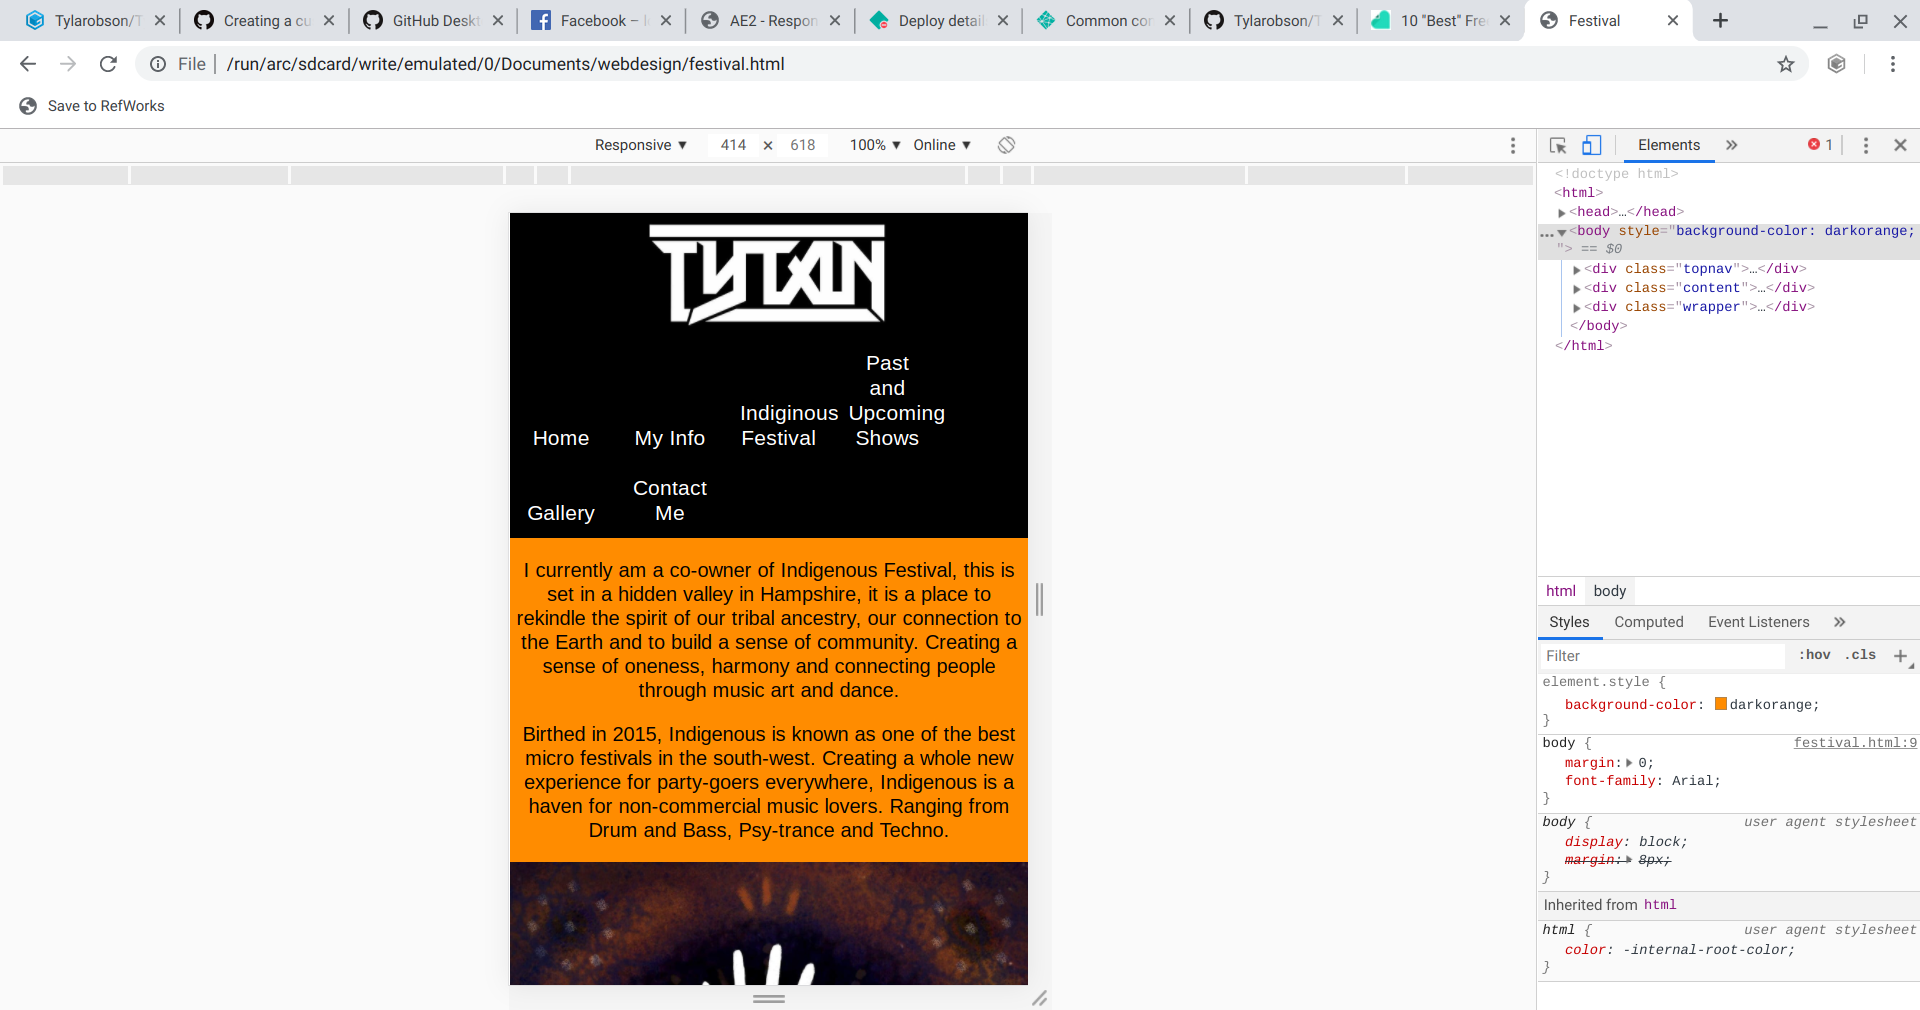 Tylarobson/T
Creating a cu
GitHub Deskt
Facebook –
AE2 - Respon
Deploy detail
Common cor
Tylarobson/T
10 "Best" Fre
Festival
File
/run/arc/sdcard/write/emulated/0/Documents/webdesign/festival.html
Save to RefWorks
Responsive ▼ 414 × 618 100% ▼ Online ▼
TYTAN
Past
and
Indiginous Upcoming
Home My Info Festival Shows
Contact
Gallery Me
I currently am a co-owner of Indigenous Festival, this is
set in a hidden valley in Hampshire, it is a place to
rekindle the spirit of our tribal ancestry, our connection to
the Earth and to build a sense of community. Creating a
sense of oneness, harmony and connecting people
through music art and dance.
Birthed in 2015, Indigenous is known as one of the best
micro festivals in the south-west. Creating a whole new
experience for party-goers everywhere, Indigenous is a
haven for non-commercial music lovers. Ranging from
Drum and Bass, Psy-trance and Techno.
Elements » 1
<!doctype html>
<html>
<head>…</head>
<body style="background-color: darkorange;
"> == $0
<div class="topnav">…</div>
<div class="content">…</div>
<div class="wrapper">…</div>
</body>
</html>
html body
Styles Computed Event Listeners »
Filter :hov .cls +
element.style {
background-color: darkorange;
}
body { festival.html:9
margin: 0;
font-family: Arial;
}
body { user agent stylesheet
display: block;
margin: 8px;
}
Inherited from html
html { user agent stylesheet
color: -internal-root-color;
}